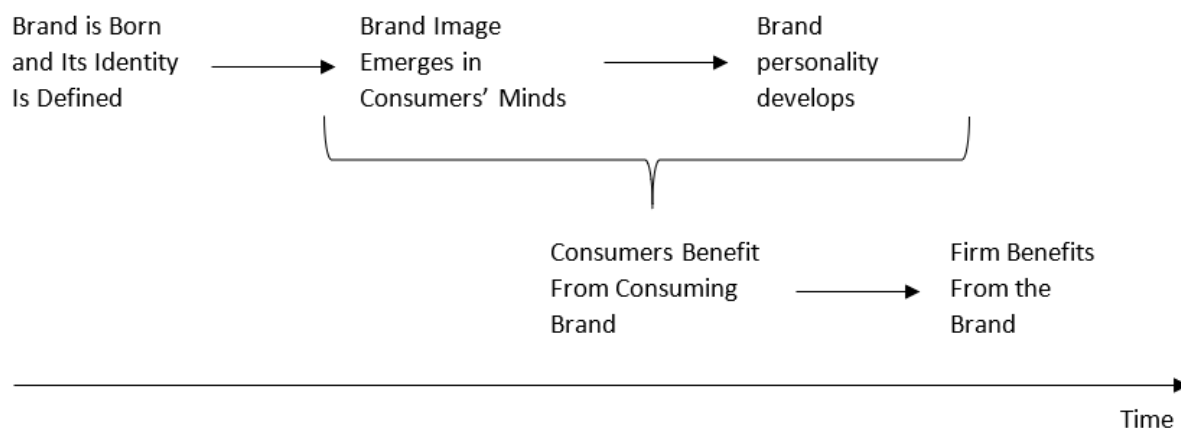 Brand is Born
and Its Identity
Is Defined
Brand Image
Emerges in
Consumers’ Minds
Brand
personality
develops
Consumers Benefit
From Consuming
Brand
Firm Benefits
From the
Brand
Time